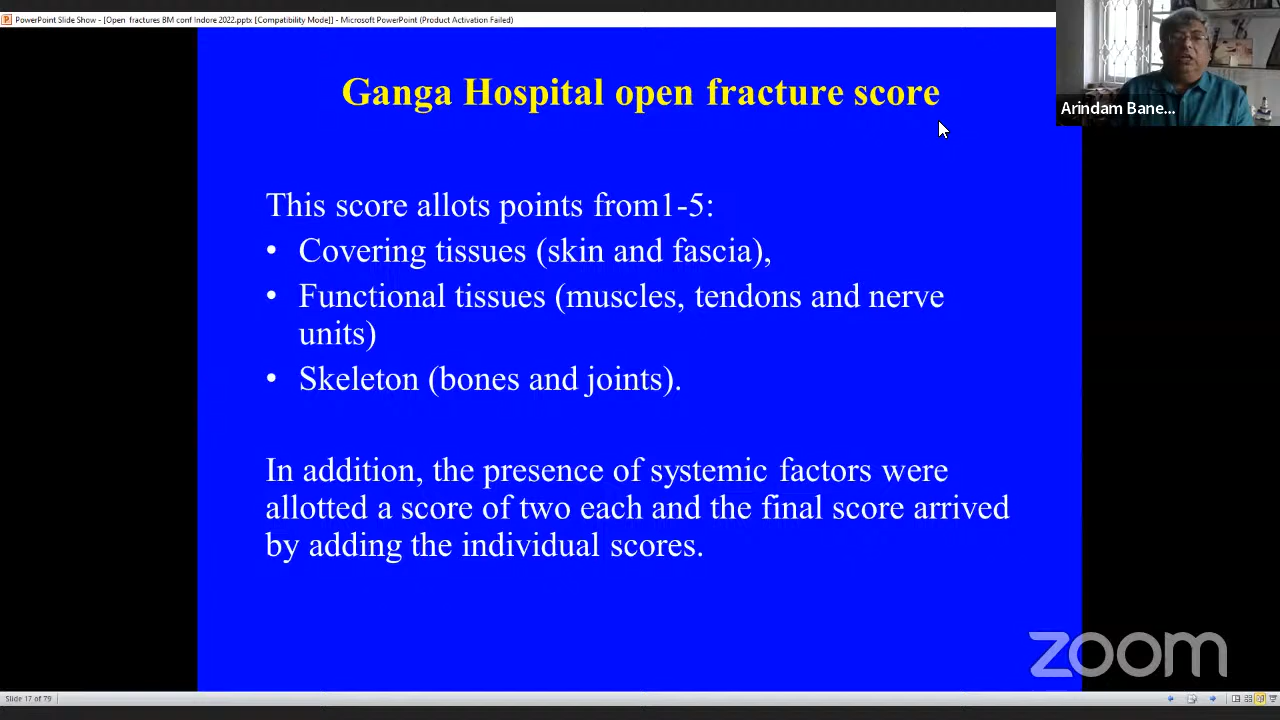 PowerPoint Slide Show - [Open fractures BM conf Indore 2022.pptx [Compatibility Mode]] - Microsoft PowerPoint (Product Activation Failed)
Arindam Bane...
Ganga Hospital open fracture score
This score allots points from1-5:
• Covering tissues (skin and fascia),
• Functional tissues (muscles, tendons and nerve
units)
• Skeleton (bones and joints).
In addition, the presence of systemic factors were
allotted a score of two each and the final score arrived
by adding the individual scores.
zoom
Slide 17 of 79